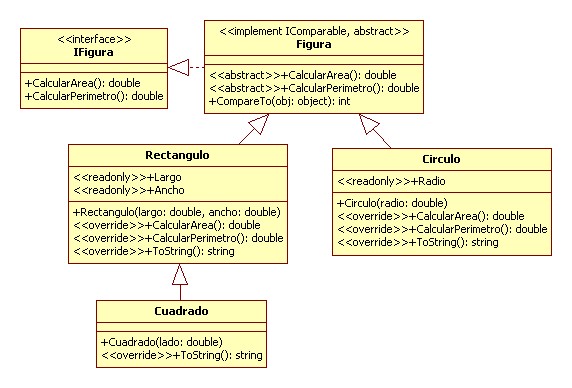 <<interface>>
IFigura
+CalcularArea(): double
+CalcularPerimetro(): double
<<implement IComparable, abstract>>
Figura
<<abstract>>+CalcularArea(): double
<<abstract>>+CalcularPerimetro(): double
+CompareTo(obj: object): int
Rectangulo
<<readonly>>+Largo
<<readonly>>+Ancho
+Rectangulo(largo: double, ancho: double)
<<override>>+CalcularArea(): double
<<override>>+CalcularPerimetro(): double
<<override>>+ToString(): string
Circulo
<<readonly>>+Radio
+Circulo(radio: double)
<<override>>+CalcularArea(): double
<<override>>+CalcularPerimetro(): double
<<override>>+ToString(): string
Cuadrado
+Cuadrado(lado: double)
<<override>>+ToString(): string